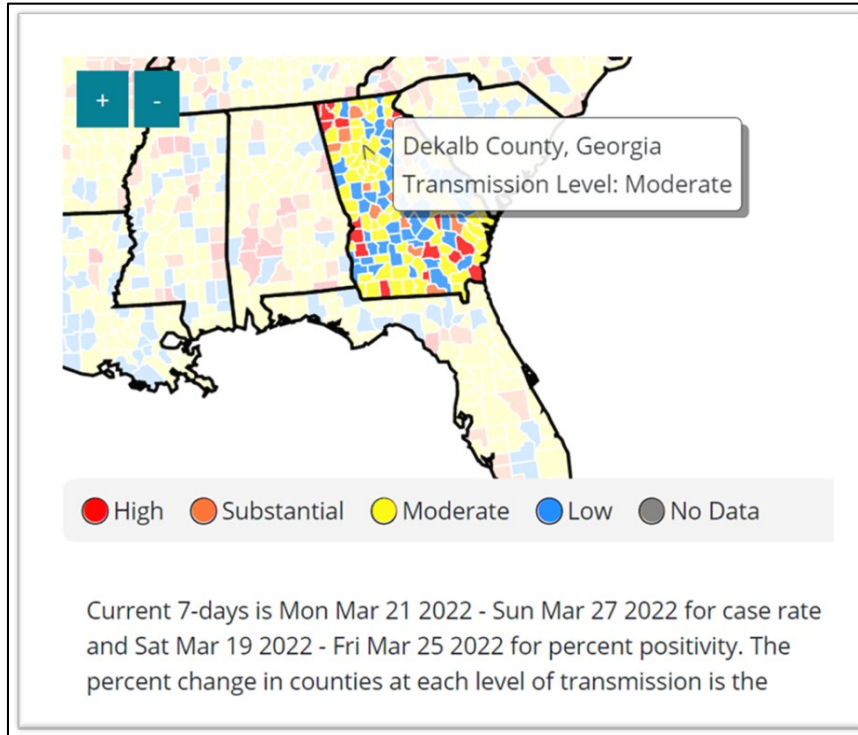 + -
Dekalb County, Georgia
Transmission Level: Moderate
High Substantial Moderate Low No Data
Current 7-days is Mon Mar 21 2022 - Sun Mar 27 2022 for case rate
and Sat Mar 19 2022 - Fri Mar 25 2022 for percent positivity. The
percent change in counties at each level of transmission is the